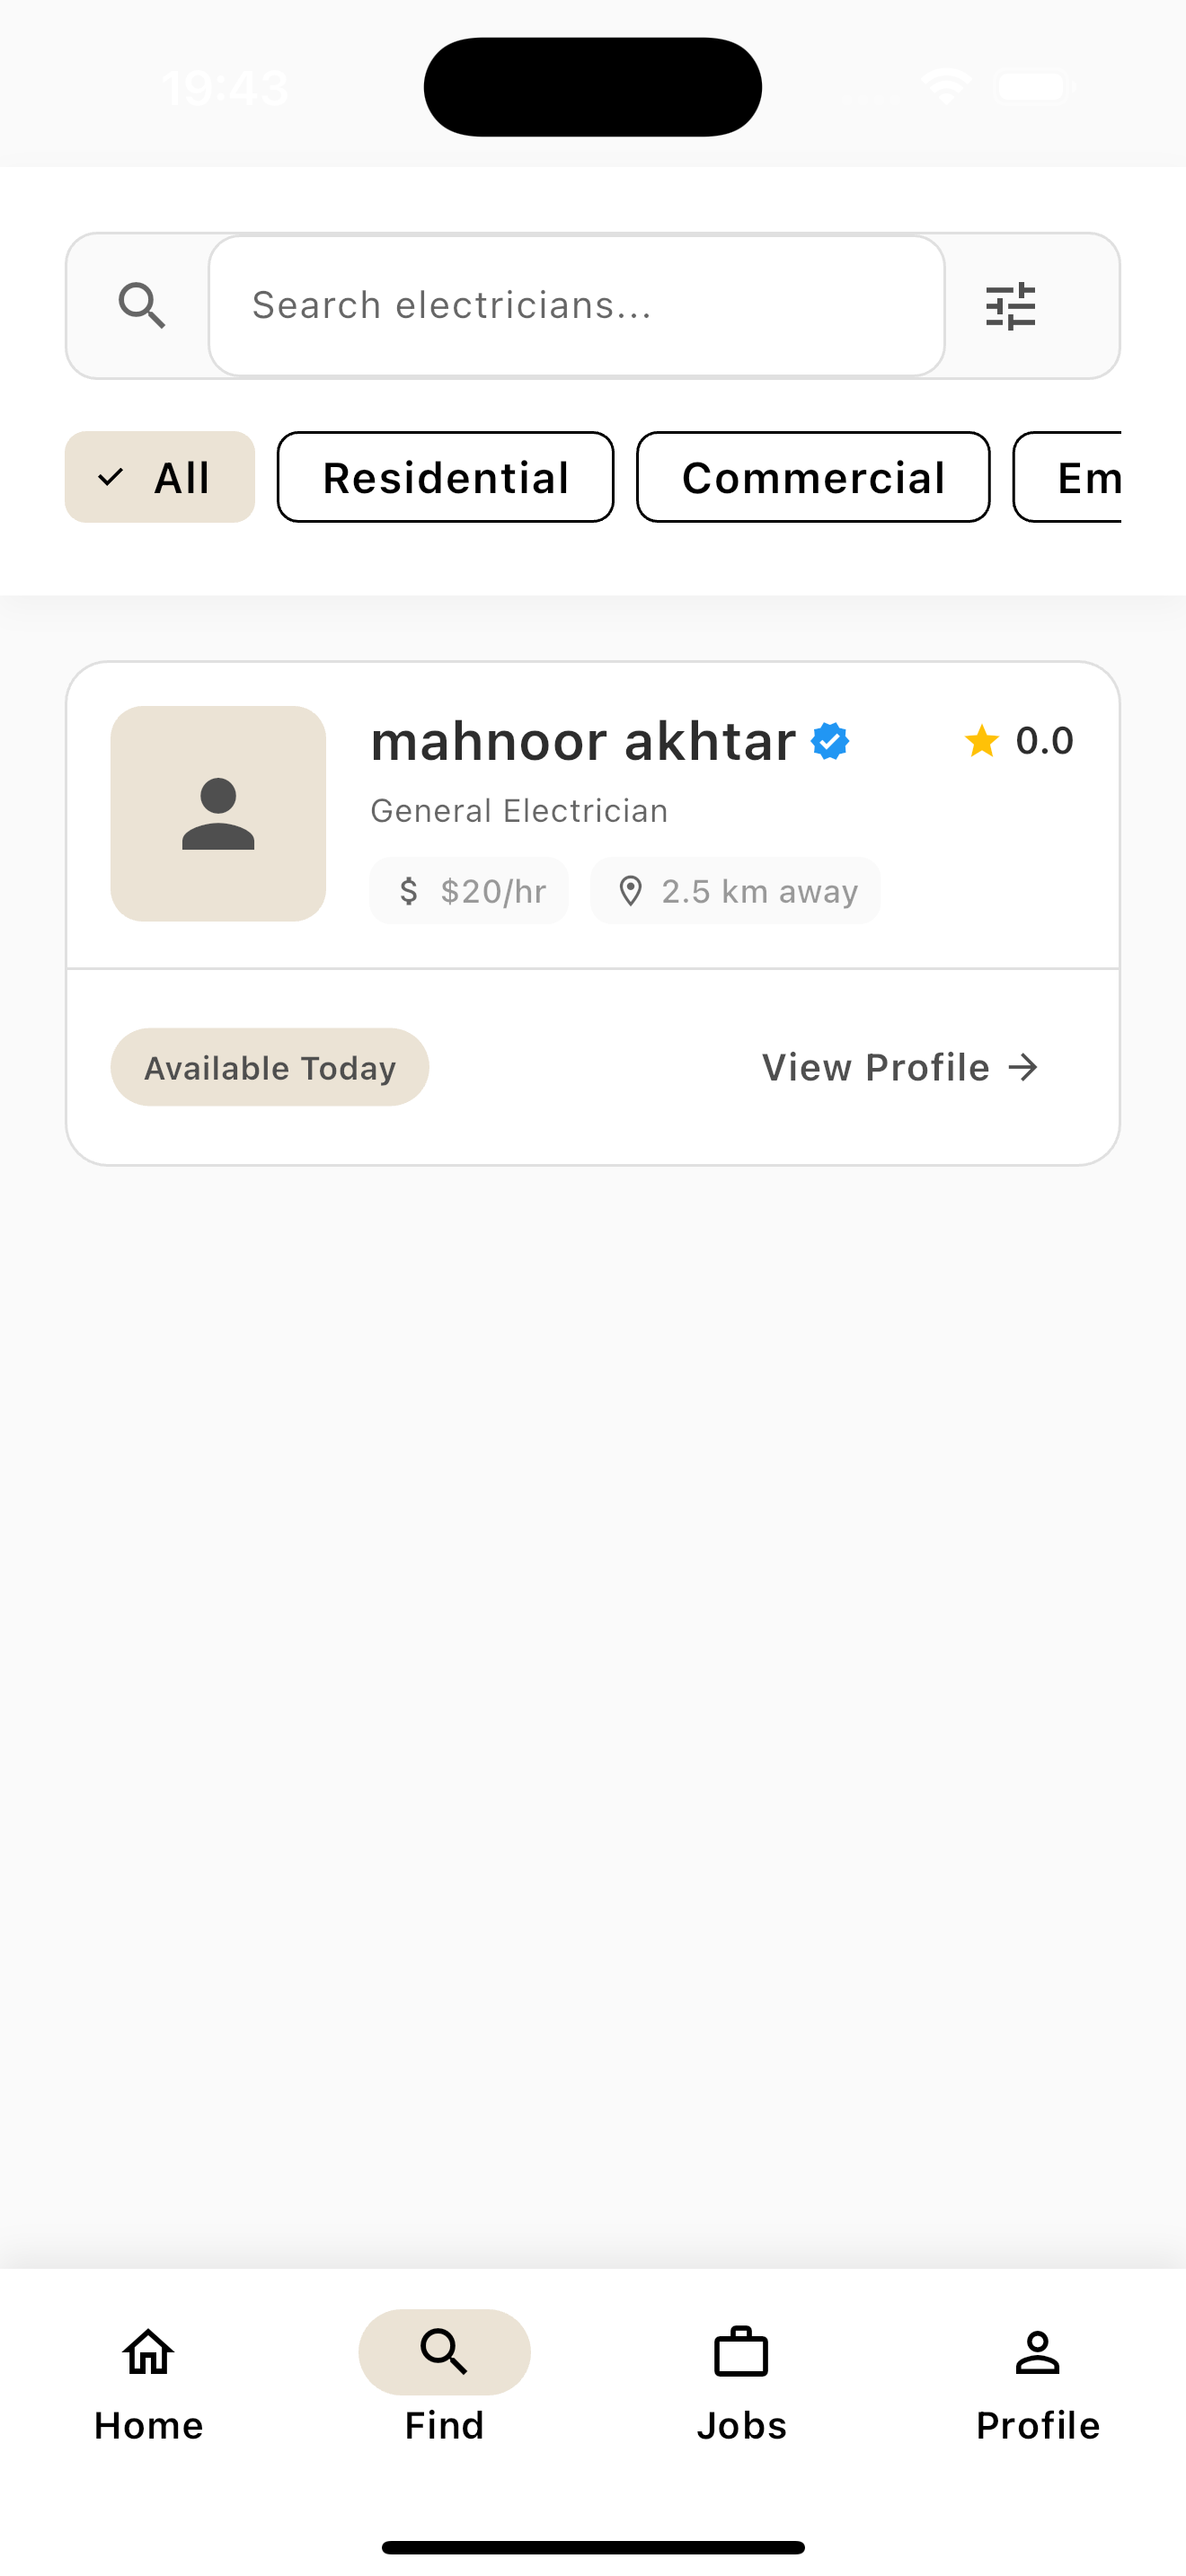 19:43
Search electricians...
All
Residential
Commercial
Em
mahnoor akhtar
0.0
General Electrician
$ $20/hr
2.5 km away
Available Today
View Profile →
Home
Find
Jobs
Profile